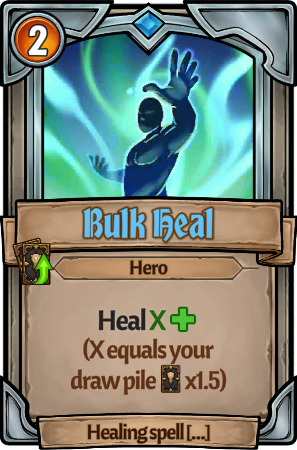 2
Bulk Heal
Hero
Heal X
(X equals your
draw pile x1.5)
Healing spell [...]